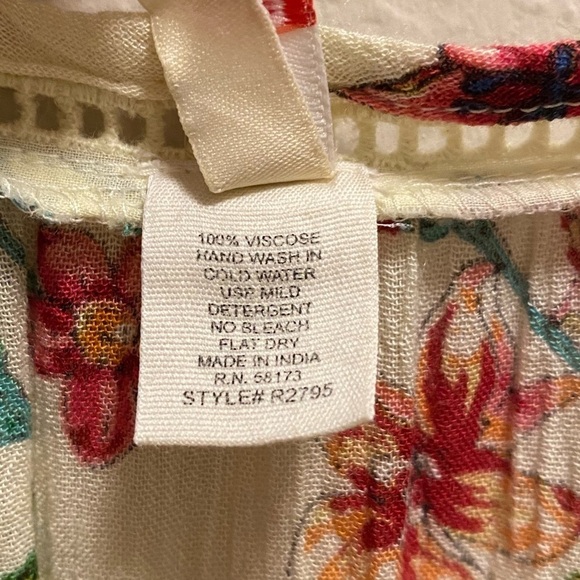 100% VISCOSE
HAND WASH IN
COLD WATER
USE MILD
DETERGENT
NO BLEACH
FLAT DRY
MADE IN INDIA
R.N. 58173
STYLE# R2795